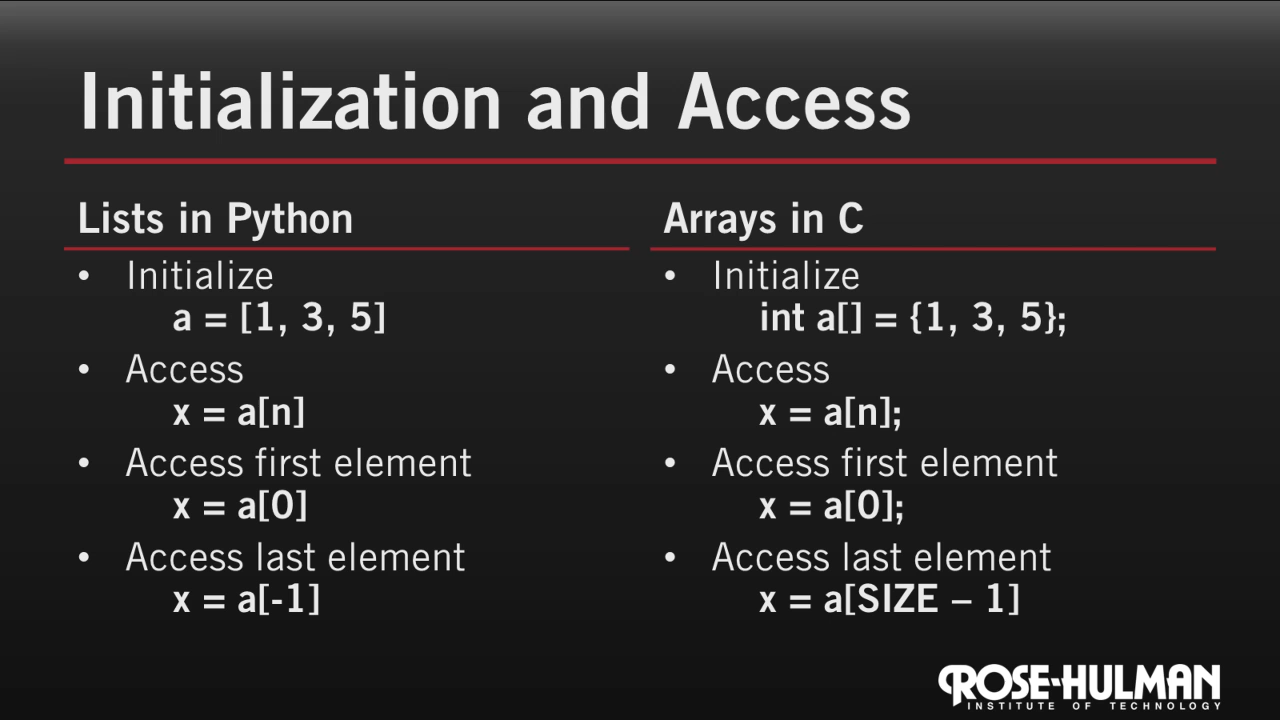 Initialization and Access
Lists in Python
• Initialize
a = [1, 3, 5]
• Access
x = a[n]
• Access first element
x = a[0]
• Access last element
x = a[-1]
Arrays in C
• Initialize
int a[] = {1, 3, 5};
• Access
x = a[n];
• Access first element
x = a[0];
• Access last element
x = a[SIZE – 1]
ROSE-HULMAN
INSTITUTE OF TECHNOLOGY